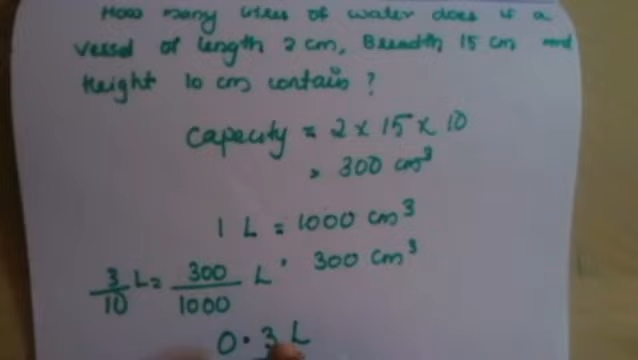 How many litres of water does if a
vessel of length 2 cm, Breadth 15 cm and
Height 10 cm contain ?
Capacity = 2 x 15 x 10
= 300 cm³
1 L = 1000 cm³
3/10 L = 300/1000 L . 300 cm³
0.3 L